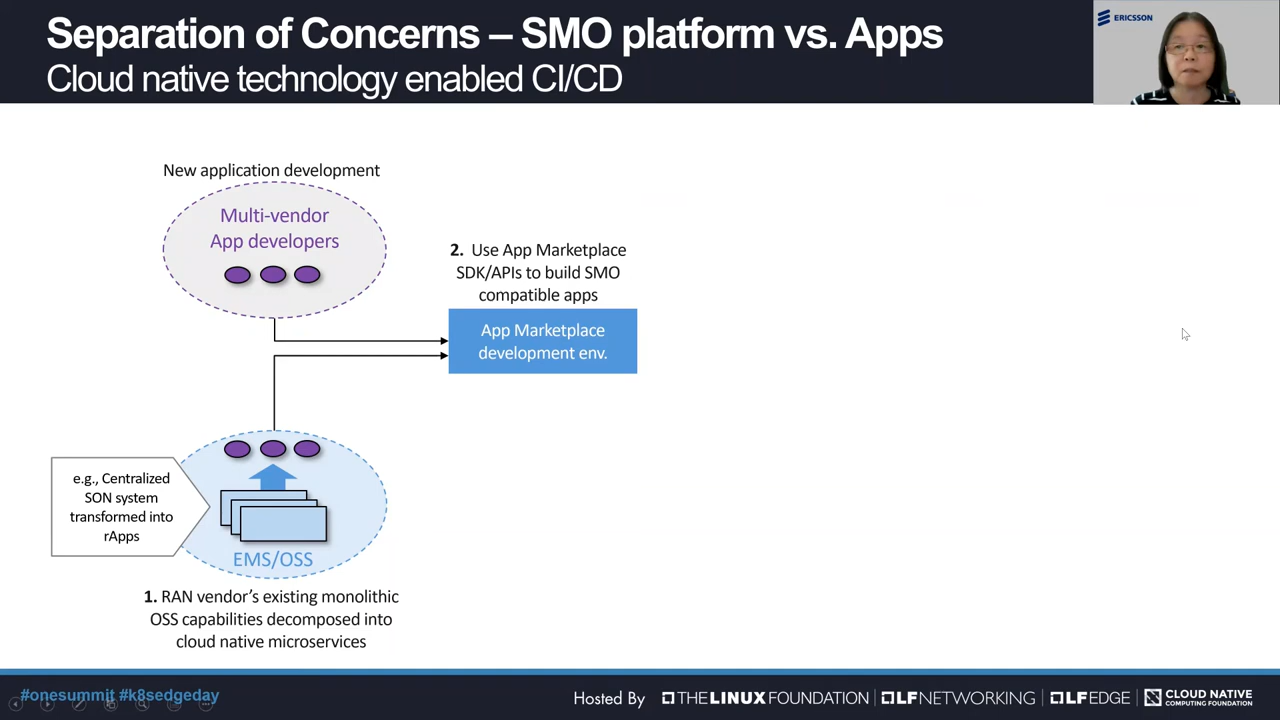 Separation of Concerns – SMO platform vs. Apps
Cloud native technology enabled CI/CD
ERICSSON
New application development
Multi-vendor
App developers
2. Use App Marketplace
SDK/APIs to build SMO
compatible apps
App Marketplace
development env.
e.g., Centralized
SON system
transformed into
rApps
EMS/OSS
1. RAN vendor’s existing monolithic
OSS capabilities decomposed into
cloud native microservices
#onesummit #k8sedgeday
Hosted By
THE LINUX FOUNDATION
LF NETWORKING
LF EDGE
CLOUD NATIVE
COMPUTING FOUNDATION